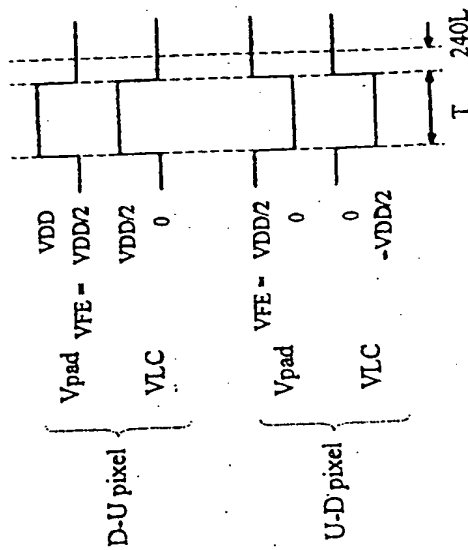 VDD
Vpad VFE = VDD/2
D-U pixel
VDD/2
VLC 0
VFE = VDD/2
Vpad 0
U-D pixel
0
VLC
-VDD/2
T 240L